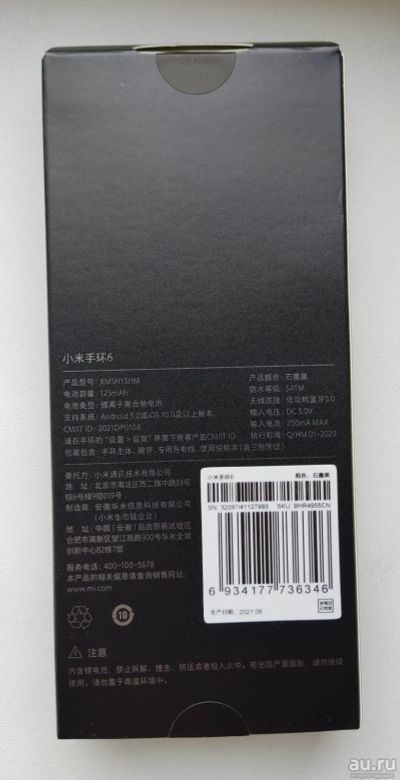 小米手环6
产品型号：XMSH15HM
产品颜色：石墨黑
电池容量：125mAh
防水等级：5ATM
电池类型：锂离子聚合物电池
无线连接：低功耗蓝牙5.0
支持系统：Android 5.0或iOS 10.0及以上版本
输入电压：DC 5.0V
CMIIT ID：2021DP0108
输入电流：250mA MAX
请在手环的“设置＞监管”界面下查看产品CMIIT ID
执行标准：Q/HM 01-2020
包装包含：手环主体、腕带、专用充电线、使用说明书（含三包凭证）
委托方：小米通讯技术有限公司
地 址：北京市海淀区西二旗中路33号院
6号楼9层019号
制造商：安徽华米信息科技有限公司
（小米生态链企业）
地 址：中国（安徽）自由贸易试验区
合肥市高新区望江西路900号华米全球
创新中心B2栋7层
服务电话：400-100-5678
本产品的相关信息请查询销售网址：
www.mi.com
小米手环6 颜色：石墨黑
SN: 32097/41127993 SKU: BHR4955CN
6 934177 736346
生产日期：2021.06
10
注意
内含锂电池，禁止拆解、撞击、挤压或者投入火中。若出现严重鼓胀，请勿继续使用。
请勿置于高温环境中。
au.ru